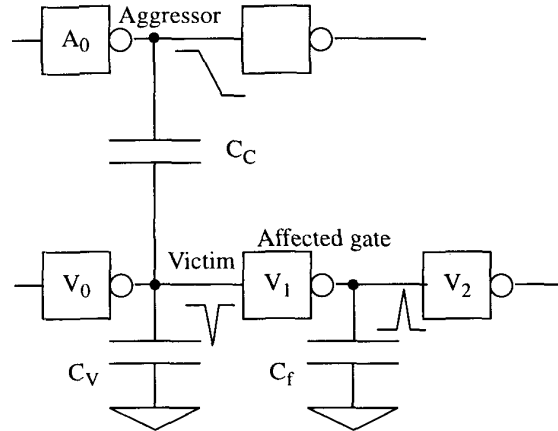 Aggressor
A0
CC
Victim
Affected gate
V0
V1
V2
CV
Cf